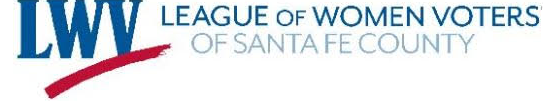 LWV LEAGUE OF WOMEN VOTERS
OF SANTA FE COUNTY